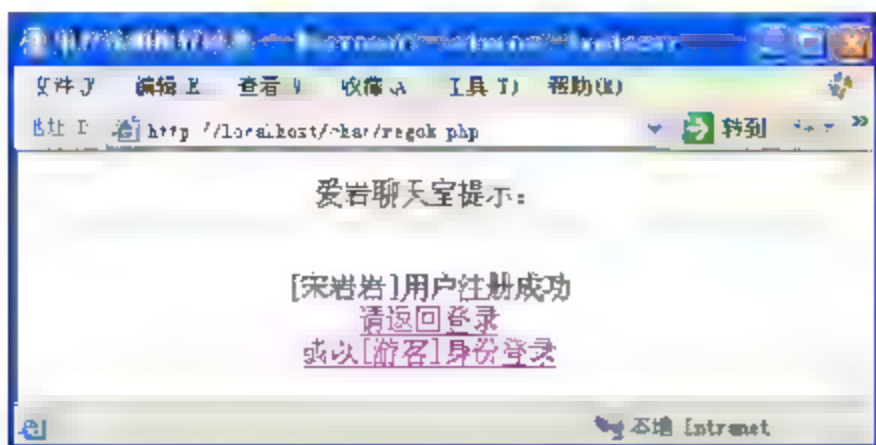 文件 编辑 E 查看 V 收藏 A 工具 T) 帮助(H)
http://localhost/chat/regok.php 转到
爱岩聊天室提示：
[宋岩岩]用户注册成功
请返回登录
或以[游客]身份登录
本地 Intranet